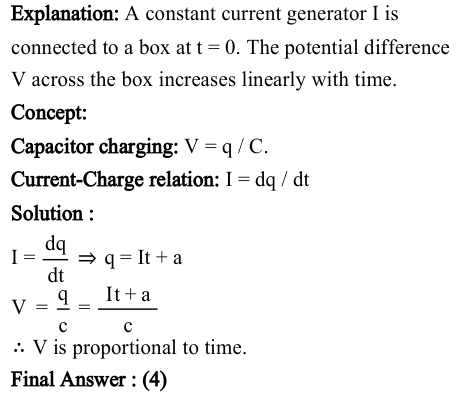 Explanation: A constant current generator I is
connected to a box at t = 0. The potential difference
V across the box increases linearly with time.
Concept:
Capacitor charging: V = q / C.
Current-Charge relation: I = dq / dt
Solution :
I = dq/dt ⇒ q = It + a
V = q/c = It + a/c
∴ V is proportional to time.
Final Answer : (4)